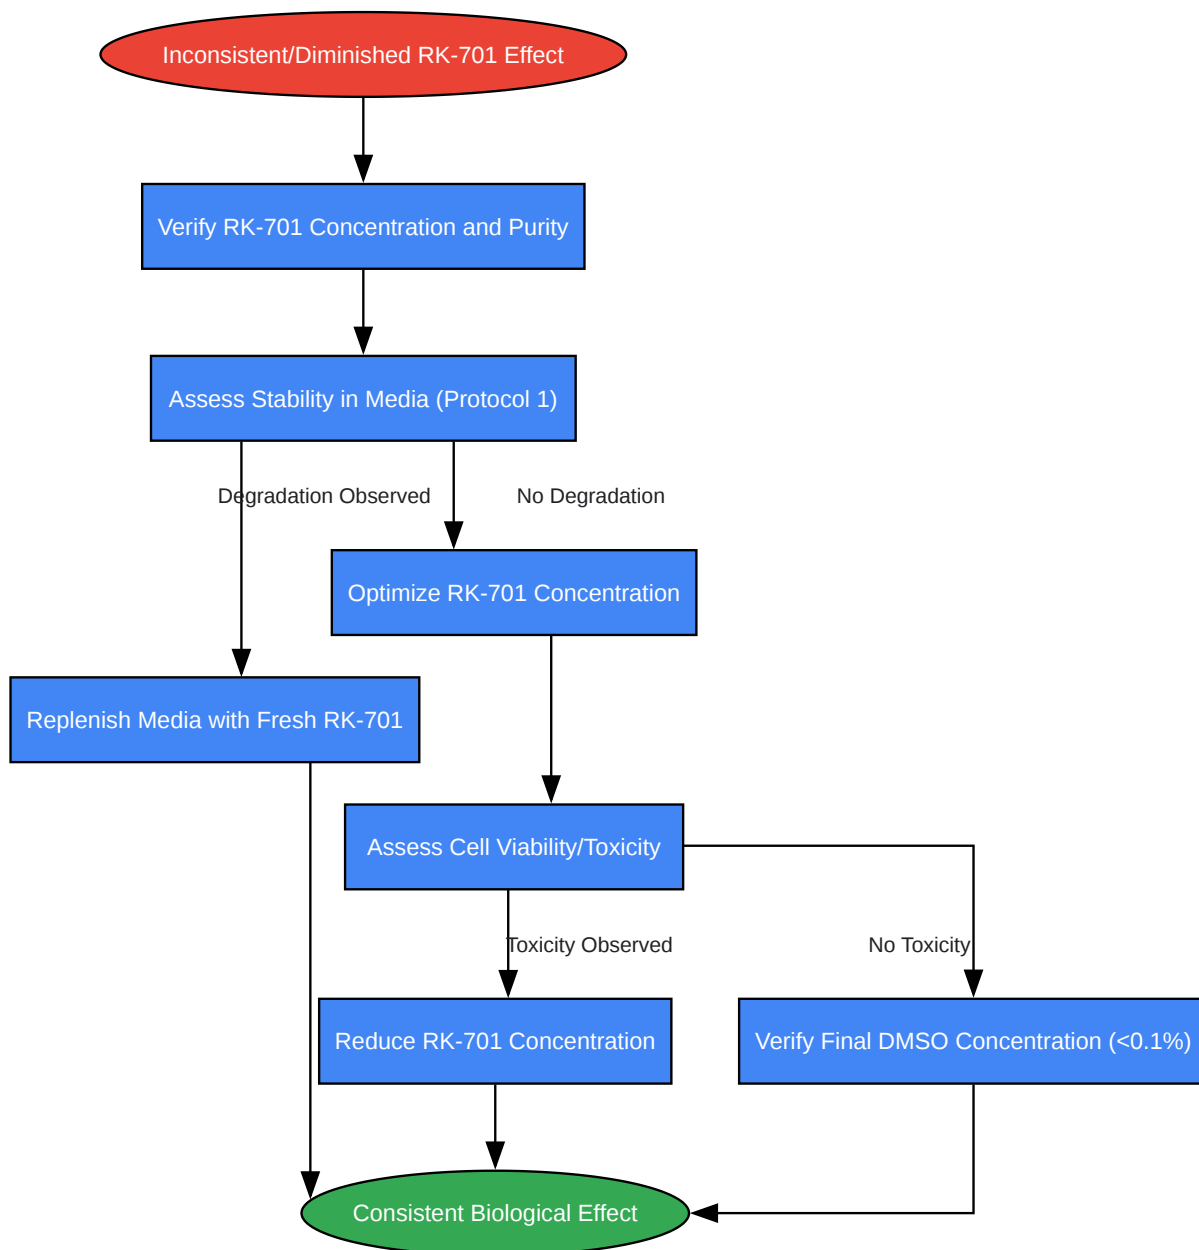 Inconsistent/Diminished RK-701 Effect
Verify RK-701 Concentration and Purity
Assess Stability in Media (Protocol 1)
Degradation Observed
No Degradation
Optimize RK-701 Concentration
Replenish Media with Fresh RK-701
Assess Cell Viability/Toxicity
Toxicity Observed
No Toxicity
Reduce RK-701 Concentration
Verify Final DMSO Concentration (<0.1%)
Consistent Biological Effect